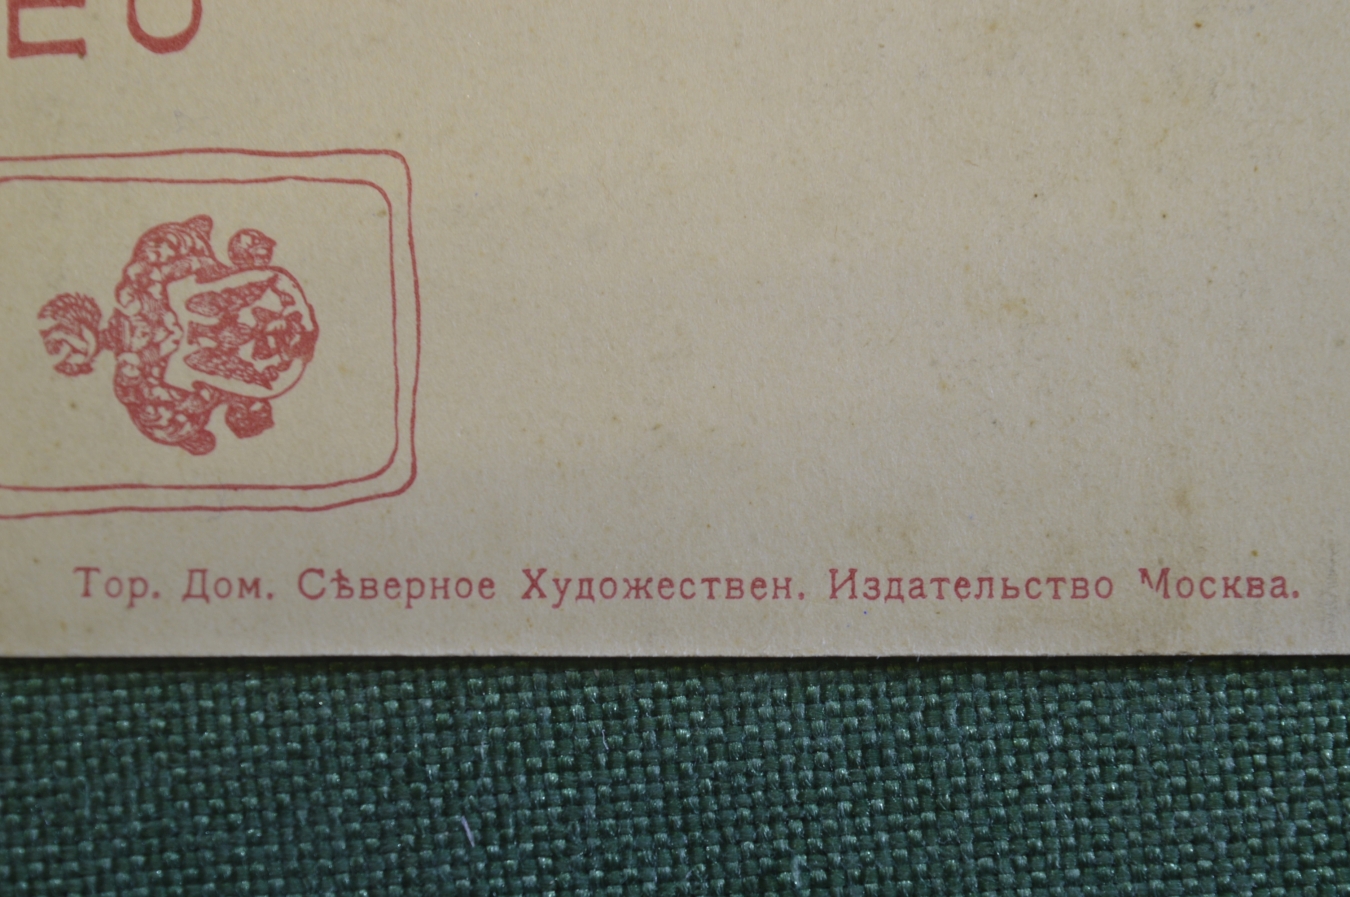 Тор. Дом. Сѣверное Художествен. Издательство Москва.